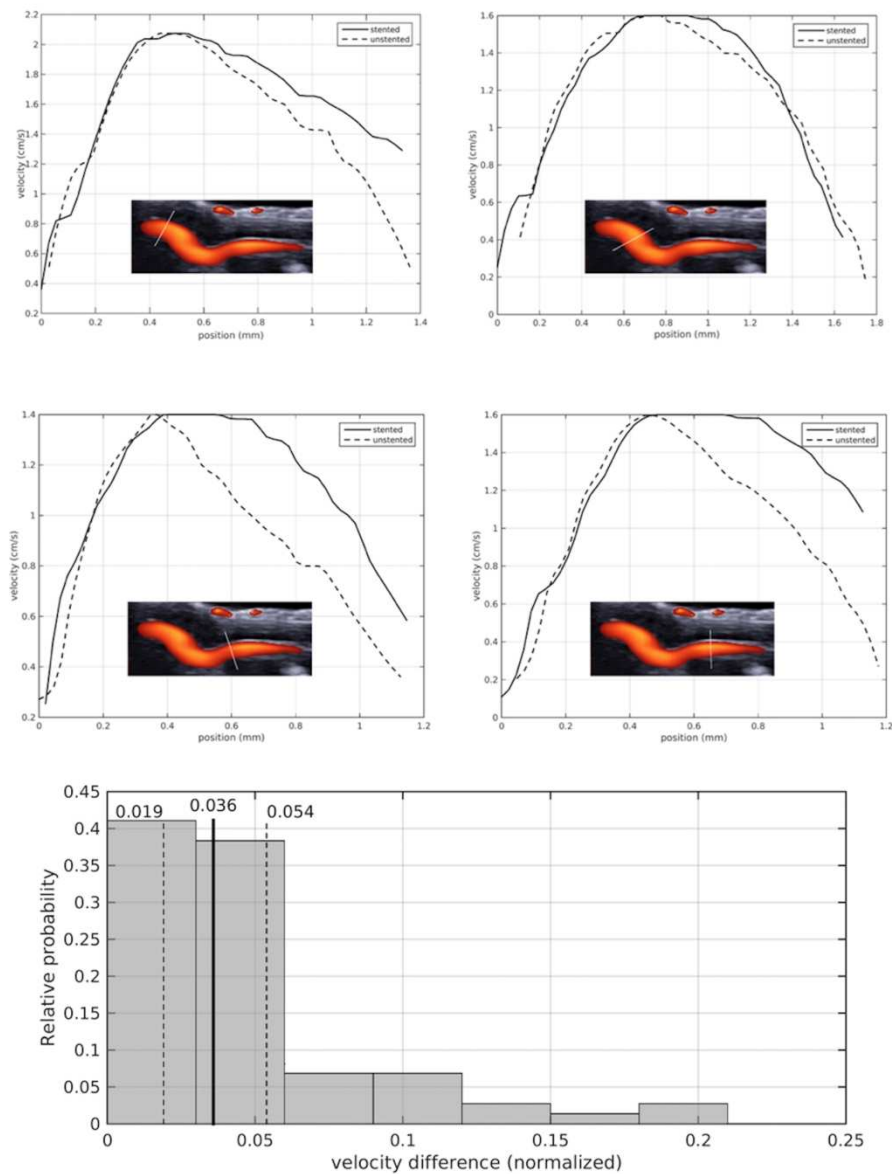 2.2
2
1.8
1.6
1.4
1.2
1
0.8
0.6
0.4
0.2
velocity (cm/s)
stented
unstented
0 0.2 0.4 0.6 0.8 1 1.2 1.4
position (mm)
1.6
1.4
1.2
1
0.8
0.6
0.4
0.2
0
velocity (cm/s)
stented
unstented
0 0.2 0.4 0.6 0.8 1 1.2 1.4 1.6 1.8
position (mm)
1.4
1.2
1
0.8
0.6
0.4
0.2
velocity (cm/s)
stented
unstented
0 0.2 0.4 0.6 0.8 1 1.2
position (mm)
1.6
1.4
1.2
1
0.8
0.6
0.4
0.2
0
velocity (cm/s)
stented
unstented
0 0.2 0.4 0.6 0.8 1 1.2
position (mm)
0.45
0.4
0.35
0.3
0.25
0.2
0.15
0.1
0.05
0
Relative probability
0.019 0.036 0.054
0 0.05 0.1 0.15 0.2 0.25
velocity difference (normalized)